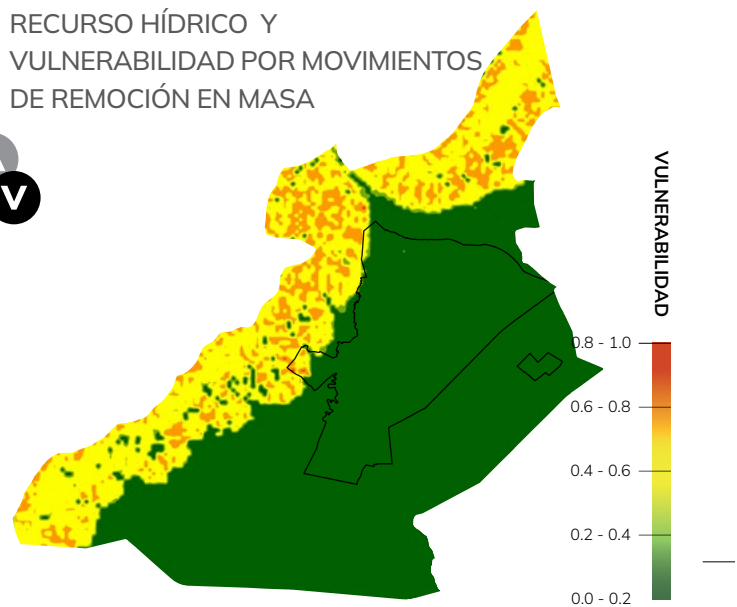 RECURSO HÍDRICO Y
VULNERABILIDAD POR MOVIMIENTOS
DE REMOCIÓN EN MASA
V
VULNERABILIDAD
0.8 - 1.0
0.6 - 0.8
0.4 - 0.6
0.2 - 0.4
0.0 - 0.2